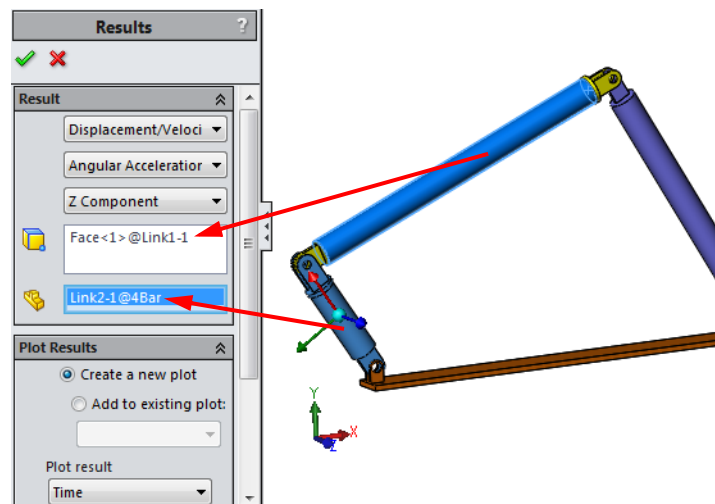 Results
?
Result
Displacement/Veloci
Angular Acceleration
Z Component
Face<1>@Link1-1
Link2-1@4Bar
Plot Results
Create a new plot
Add to existing plot:
Plot result
Time
Y
X
Z